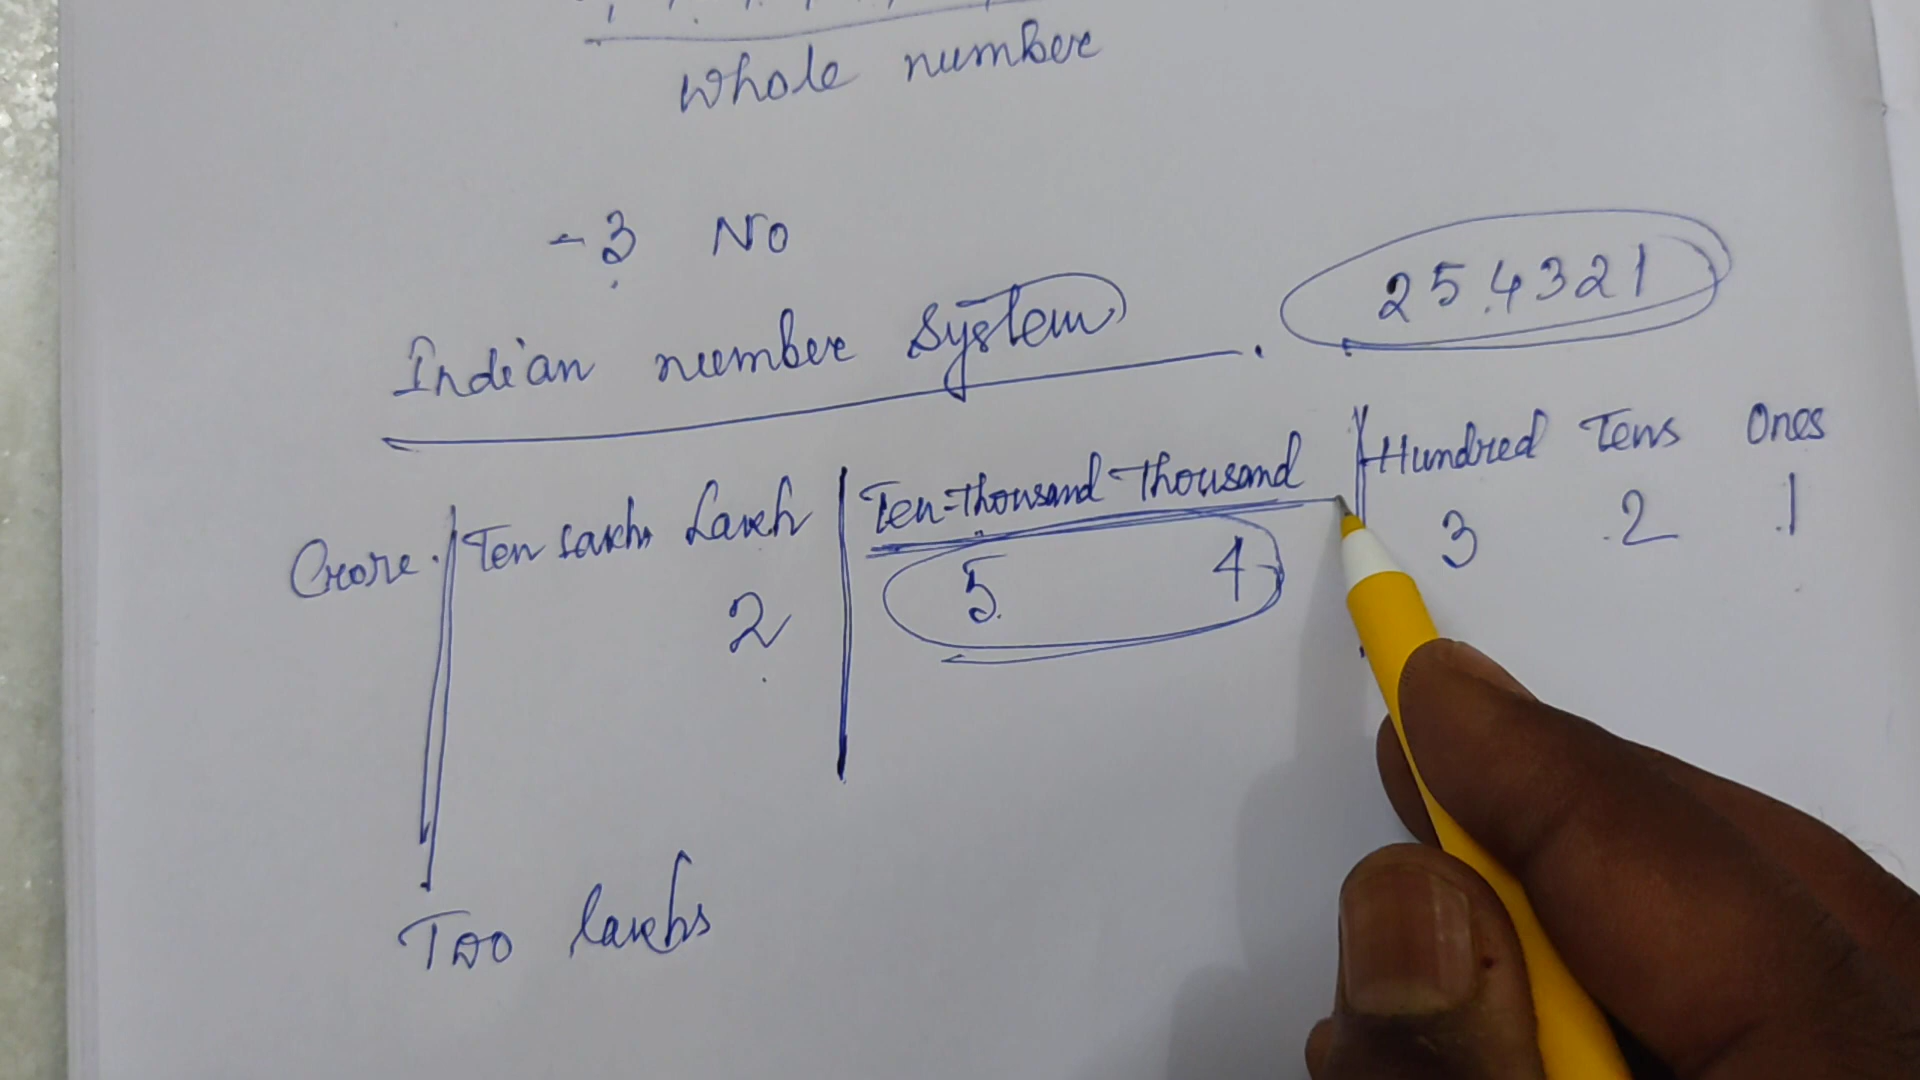 Whole number
-3 No
254321
Indian number System.
Crore. Ten Lakh Lakh Ten-Thousand Thousand Hundred Tens Ones
2 5 4 3 2 1
Two lakhs